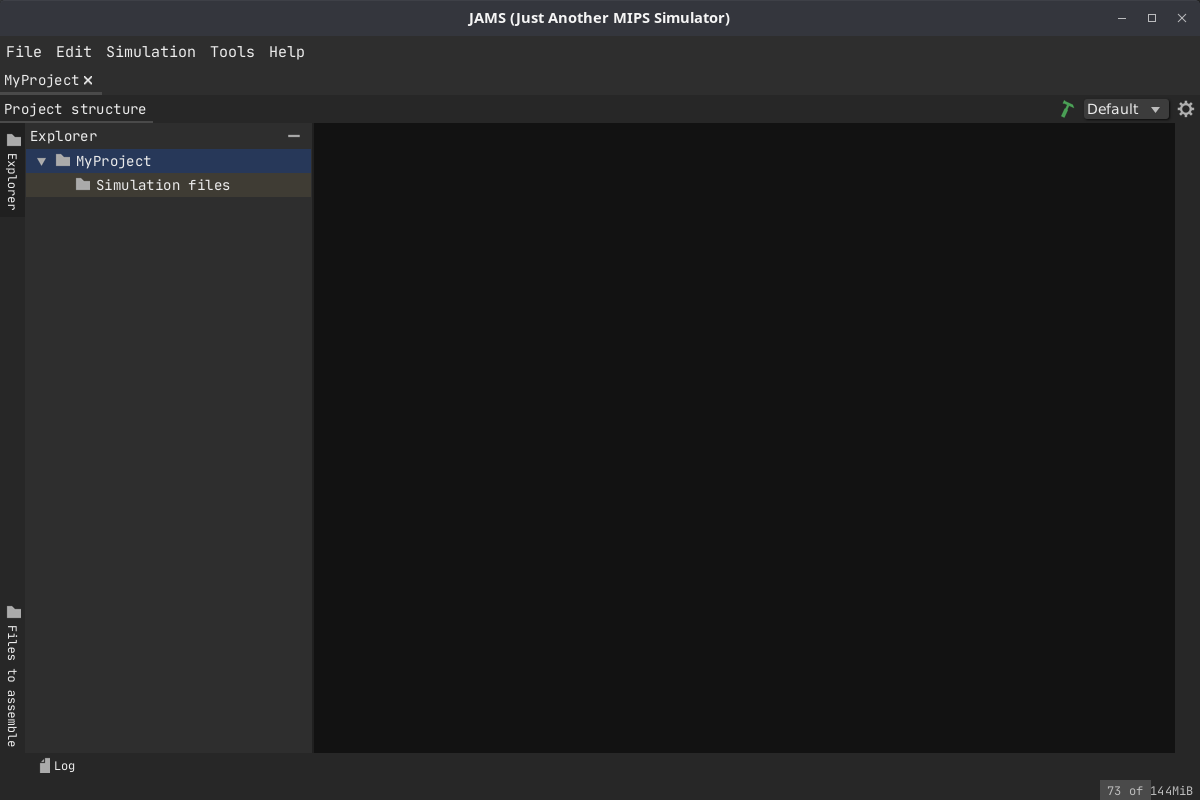 JAMS (Just Another MIPS Simulator)
File Edit Simulation Tools Help
MyProject
Project structure
Default
Explorer
Explorer
MyProject
Simulation files
Files to assemble
Log
73 of 144MiB